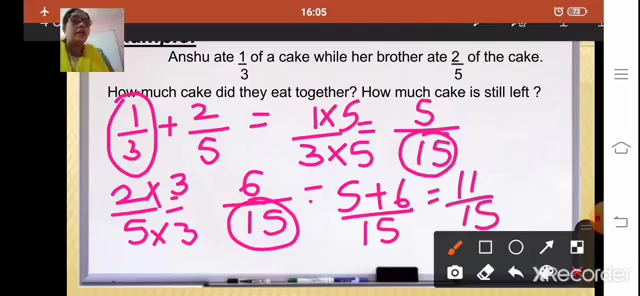 16:05
72
Example:
Anshu ate 1/3 of a cake while her brother ate 2/5 of the cake.
How much cake did they eat together? How much cake is still left ?
1/3 + 2/5 = 1×5/3×5 = 5/15
2×3/5×3 = 6/15 = 5+6/15 = 11/15
XRecorder